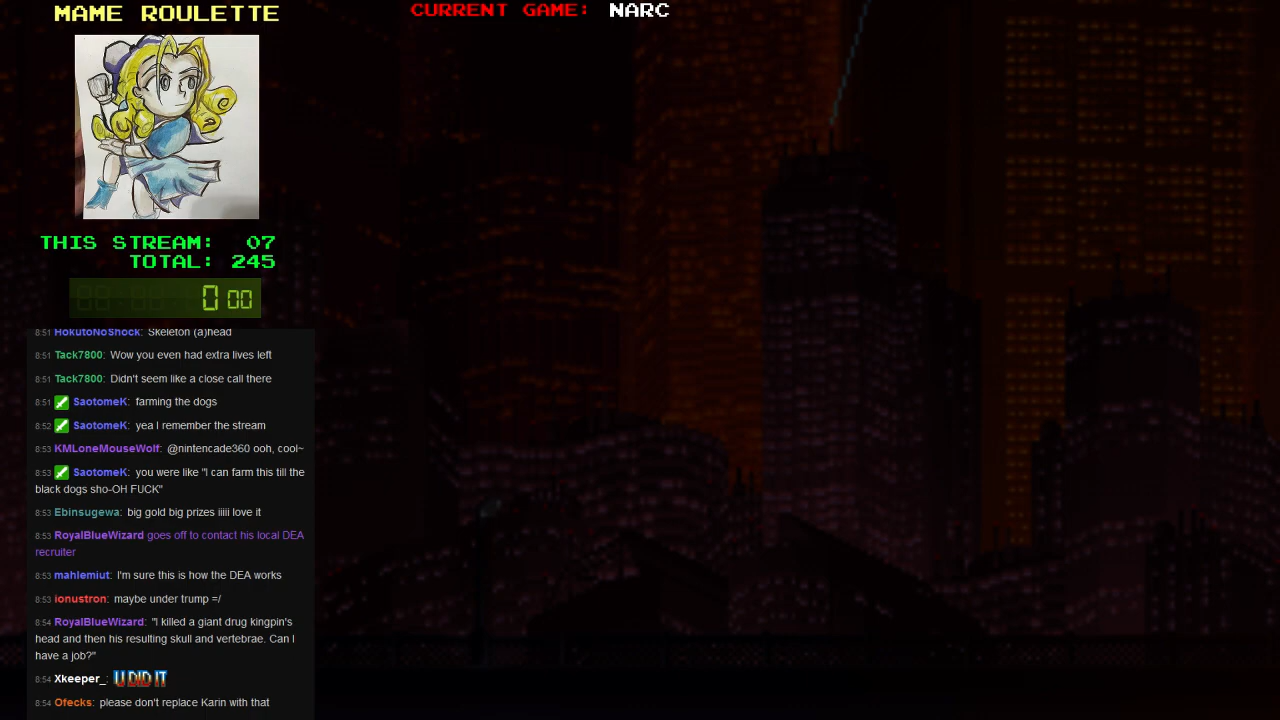 MAME ROULETTE
CURRENT GAME: NARC
THIS STREAM: 07
TOTAL: 245
0 00
8:51 HokutoNoShock: Skeleton (a)head
8:51 Tack7800: Wow you even had extra lives left
8:51 Tack7800: Didn't seem like a close call there
8:51 SaotomeK: farming the dogs
8:52 SaotomeK: yea I remember the stream
8:53 KMLoneMouseWolf: @nintencade360 ooh, cool~
8:53 SaotomeK: you were like "I can farm this till the
black dogs sho-OH FUCK"
8:53 Ebinsugewa: big gold big prizes iiiii love it
8:53 RoyalBlueWizard goes off to contact his local DEA
recruiter
8:53 mahlemiut: I'm sure this is how the DEA works
8:53 ionustron: maybe under trump =/
8:54 RoyalBlueWizard: "I killed a giant drug kingpin's
head and then his resulting skull and vertebrae. Can I
have a job?"
8:54 Xkeeper_: U DID IT
8:54 Ofecks: please don't replace Karin with that